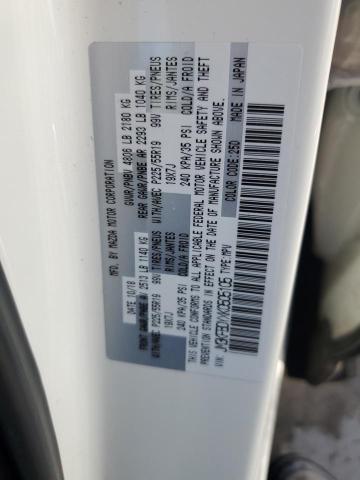 MFD. BY MAZDA MOTOR CORPORATION
DATE: 10/18 GVWR/PNBV 4806 LB 2180 KG
FRONT GAWR/PNBE AV 2513 LB 1140 KG REAR GAWR/PNBE AR 2293 LB 1040 KG
WITH/AVEC P225/55R19 99V TIRES/PNEUS WITH/AVEC P225/55R19 99V TIRES/PNEUS
19X7J RIMS/JANTES 19X7J RIMS/JANTES
240 KPA/35 PSI COLD/A FROID 240 KPA/35 PSI COLD/A FROID
THIS VEHICLE CONFORMS TO ALL APPLICABLE FEDERAL MOTOR VEHICLE SAFETY AND THEFT
PREVENTION STANDARDS IN EFFECT ON THE DATE OF MANUFACTURE SHOWN ABOVE.
VIN: TYPE: MPV COLOR CODE: 25D MADE IN JAPAN